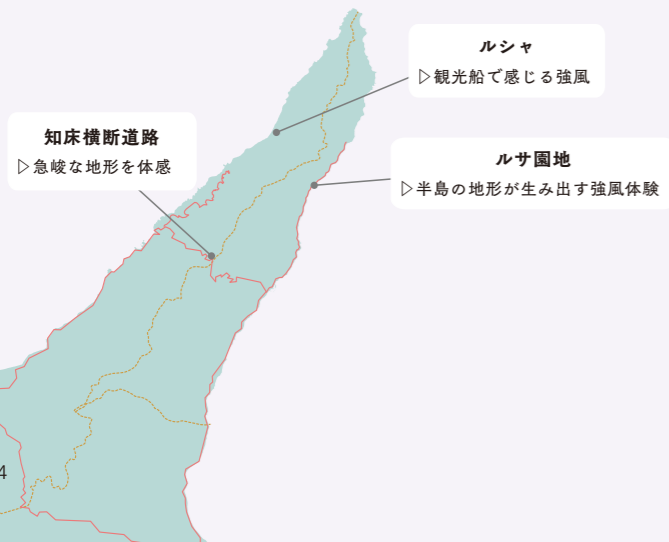 ルシャ
▷観光船で感じる強風
知床横断道路
▷急峻な地形を体感
ルサ園地
▷半島の地形が生み出す強風体験
4